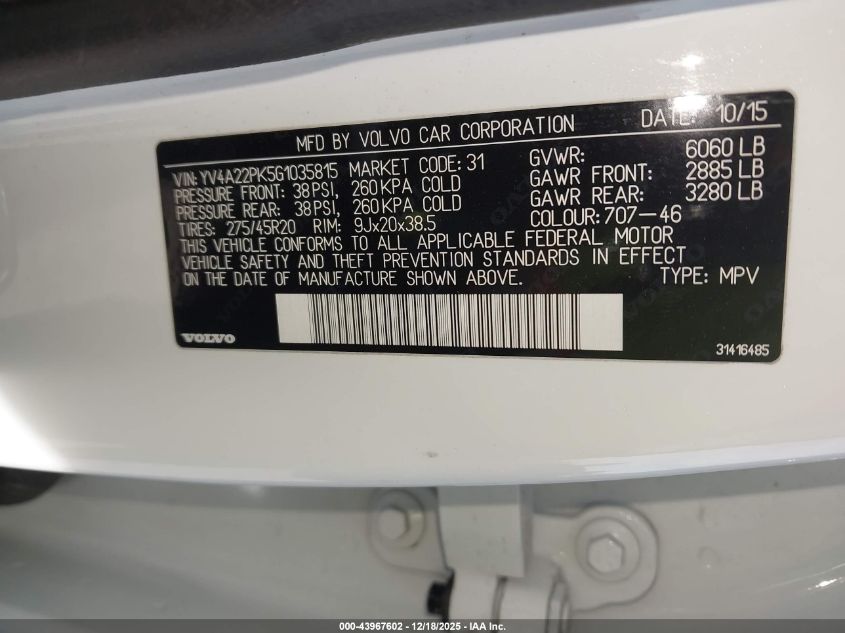 MFD BY VOLVO CAR CORPORATION DATE: 10/15
VIN: YV4A22PK5G1035815 MARKET CODE: 31 GVWR: 6060 LB
PRESSURE FRONT: 38 PSI, 260 KPA COLD GAWR FRONT: 2885 LB
PRESSURE REAR: 38 PSI, 260 KPA COLD GAWR REAR: 3280 LB
TIRES: 275/45R20 RIM: 9Jx20x38.5 COLOUR: 707-46
THIS VEHICLE CONFORMS TO ALL APPLICABLE FEDERAL MOTOR
VEHICLE SAFETY AND THEFT PREVENTION STANDARDS IN EFFECT
ON THE DATE OF MANUFACTURE SHOWN ABOVE. TYPE: MPV
VOLVO 31416485
000-43967602 - 12/18/2025 - IAA Inc.